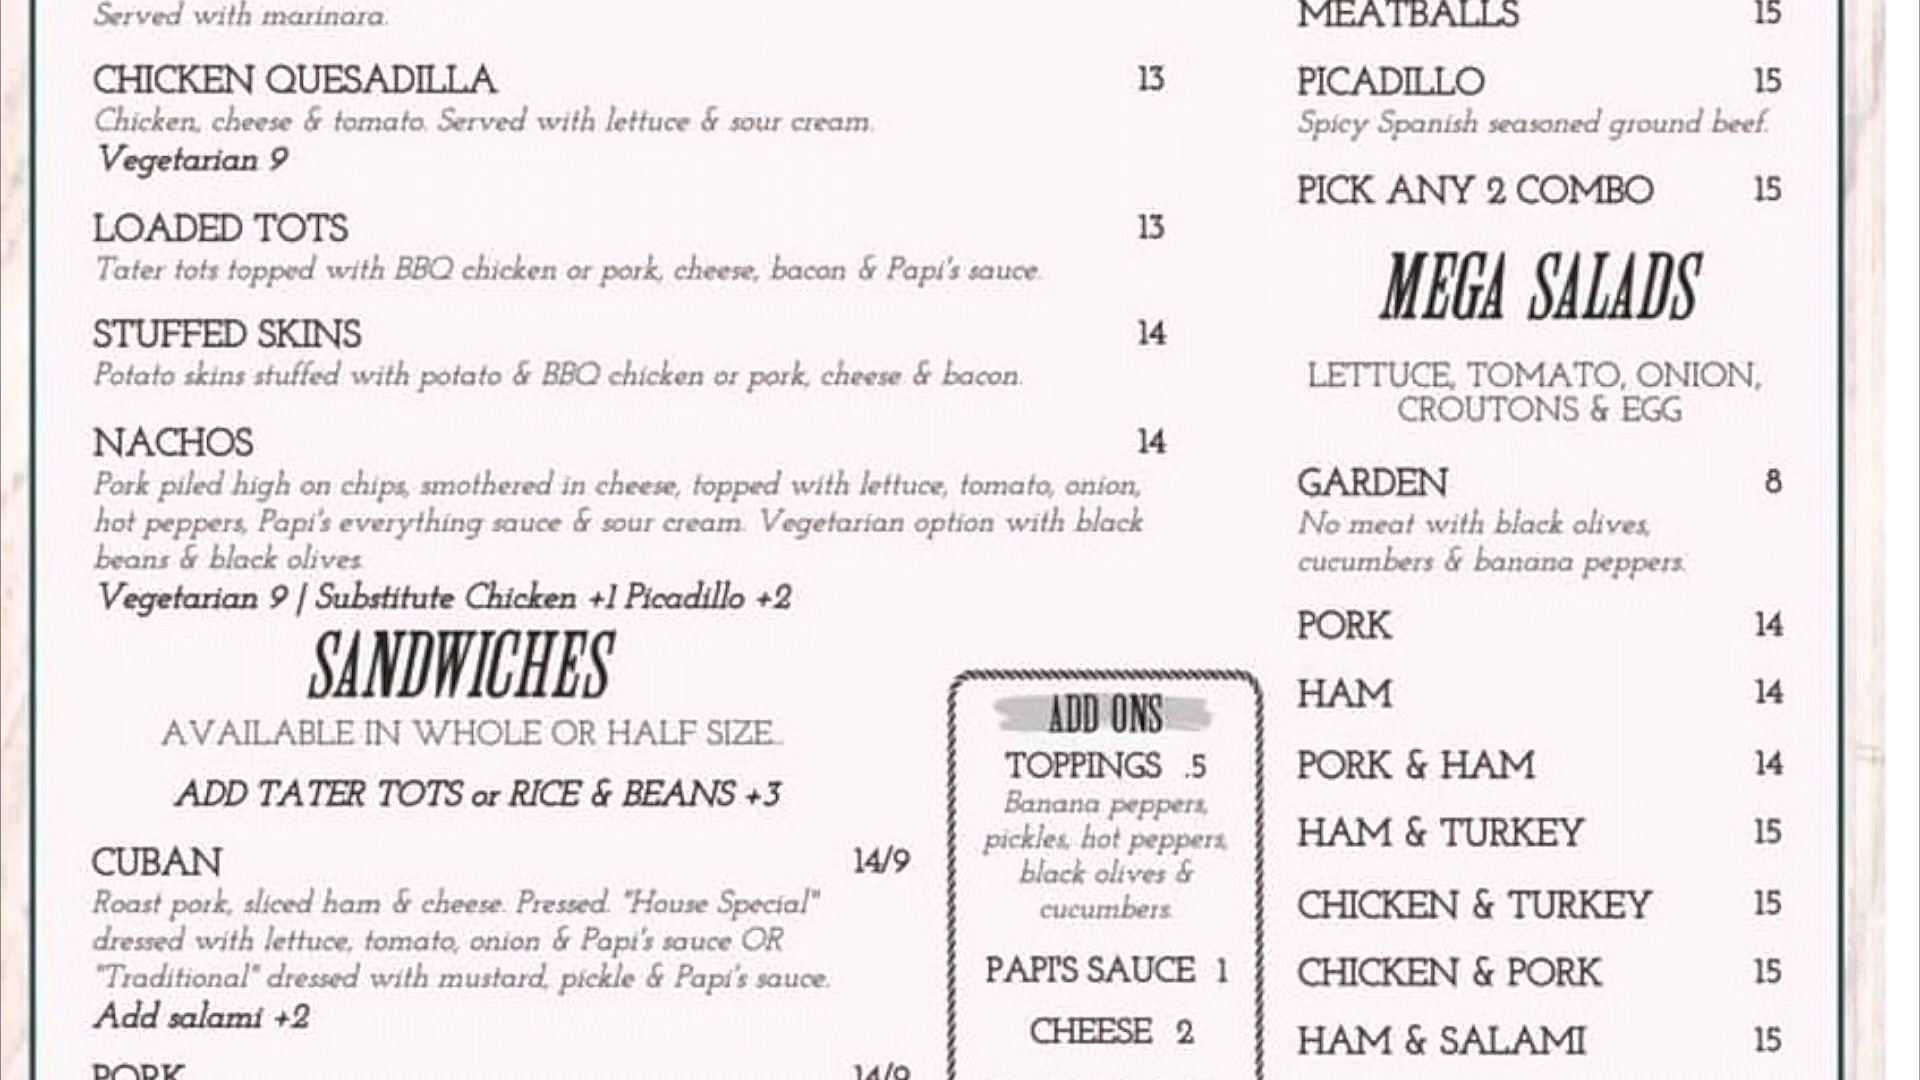 Served with marinara.
CHICKEN QUESADILLA 13
Chicken, cheese & tomato. Served with lettuce & sour cream.
Vegetarian 9
LOADED TOTS 13
Tater tots topped with BBQ chicken or pork, cheese, bacon & Papi's sauce.
STUFFED SKINS 14
Potato skins stuffed with potato & BBQ chicken or pork, cheese & bacon.
NACHOS 14
Pork piled high on chips, smothered in cheese, topped with lettuce, tomato, onion,
hot peppers, Papi's everything sauce & sour cream. Vegetarian option with black
beans & black olives.
Vegetarian 9 | Substitute Chicken +1 Picadillo +2
SANDWICHES
AVAILABLE IN WHOLE OR HALF SIZE.
ADD TATER TOTS or RICE & BEANS +3
CUBAN 14/9
Roast pork, sliced ham & cheese. Pressed. "House Special"
dressed with lettuce, tomato, onion & Papi's sauce OR
"Traditional" dressed with mustard, pickle & Papi's sauce.
Add salami +2
PORK 14/9
ADD ONS
TOPPINGS .5
Banana peppers,
pickles, hot peppers,
black olives &
cucumbers.
PAPI'S SAUCE 1
CHEESE 2
MEATBALLS 15
PICADILLO 15
Spicy Spanish seasoned ground beef.
PICK ANY 2 COMBO 15
MEGA SALADS
LETTUCE, TOMATO, ONION,
CROUTONS & EGG
GARDEN 8
No meat with black olives,
cucumbers & banana peppers.
PORK 14
HAM 14
PORK & HAM 14
HAM & TURKEY 15
CHICKEN & TURKEY 15
CHICKEN & PORK 15
HAM & SALAMI 15